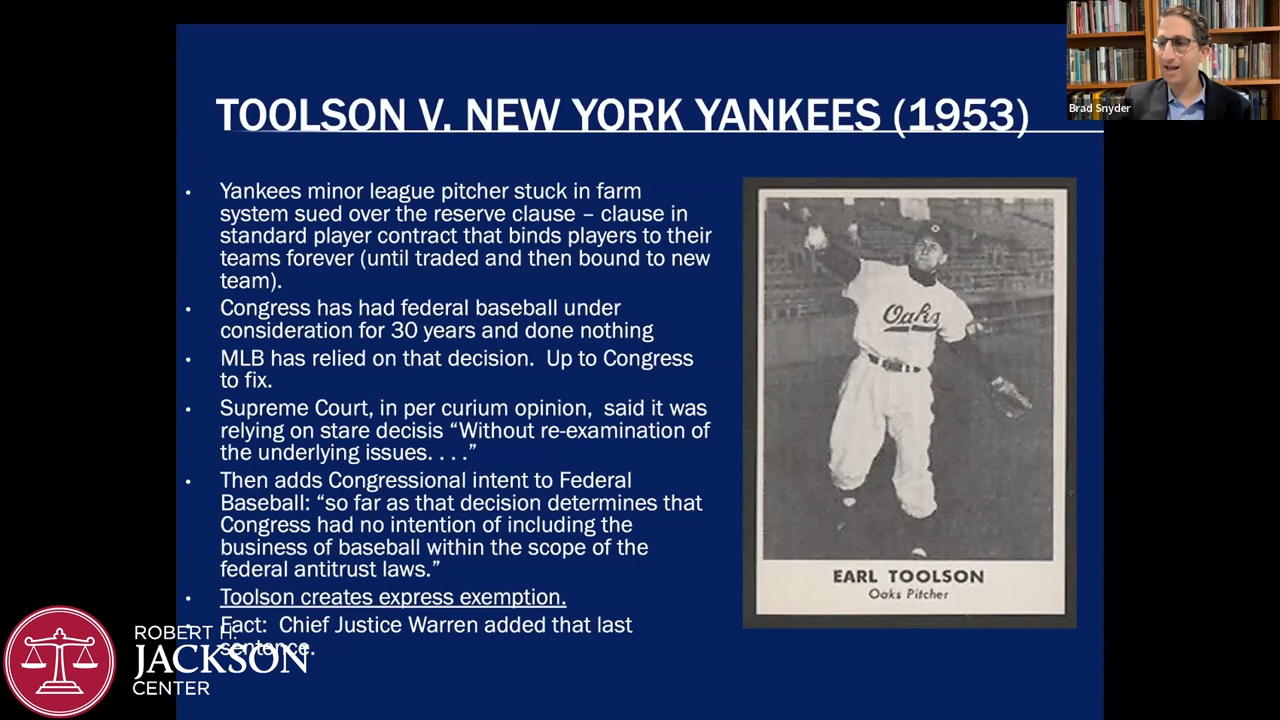 TOOLSON V. NEW YORK YANKEES (1953)
Brad Snyder
• Yankees minor league pitcher stuck in farm
system sued over the reserve clause – clause in
standard player contract that binds players to their
teams forever (until traded and then bound to new
team).
• Congress has had federal baseball under
consideration for 30 years and done nothing
• MLB has relied on that decision.  Up to Congress
to fix.
• Supreme Court, in per curium opinion,  said it was
relying on stare decisis “Without re-examination of
the underlying issues. . . .”
• Then adds Congressional intent to Federal
Baseball: “so far as that decision determines that
Congress had no intention of including the
business of baseball within the scope of the
federal antitrust laws.”
• Toolson creates express exemption.
• Fact:  Chief Justice Warren added that last
sentence.
Oaks
EARL TOOLSON
Oaks Pitcher
ROBERT H.
JACKSON
CENTER